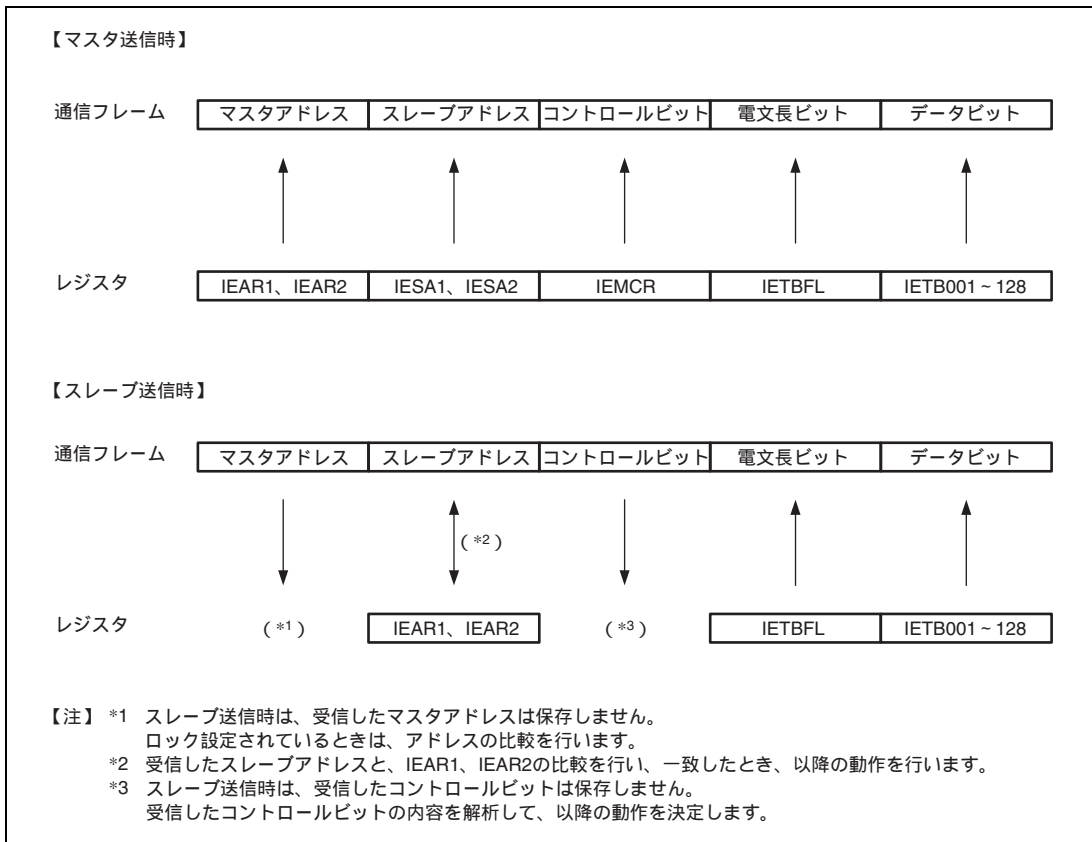 【マスタ送信時】
通信フレーム マスタアドレス スレーブアドレス コントロールビット 電文長ビット データビット
レジスタ IEAR1、IEAR2 IESA1、IESA2 IEMCR IETBFL IETB001~128
【スレーブ送信時】
通信フレーム マスタアドレス スレーブアドレス コントロールビット 電文長ビット データビット
(*2)
レジスタ (*1) IEAR1、IEAR2 (*3) IETBFL IETB001~128
【注】 *1 スレーブ送信時は、受信したマスタアドレスは保存しません。
ロック設定されているときは、アドレスの比較を行います。
*2 受信したスレーブアドレスと、IEAR1、IEAR2の比較を行い、一致したとき、以降の動作を行います。
*3 スレーブ送信時は、受信したコントロールビットは保存しません。
受信したコントロールビットの内容を解析して、以降の動作を決定します。